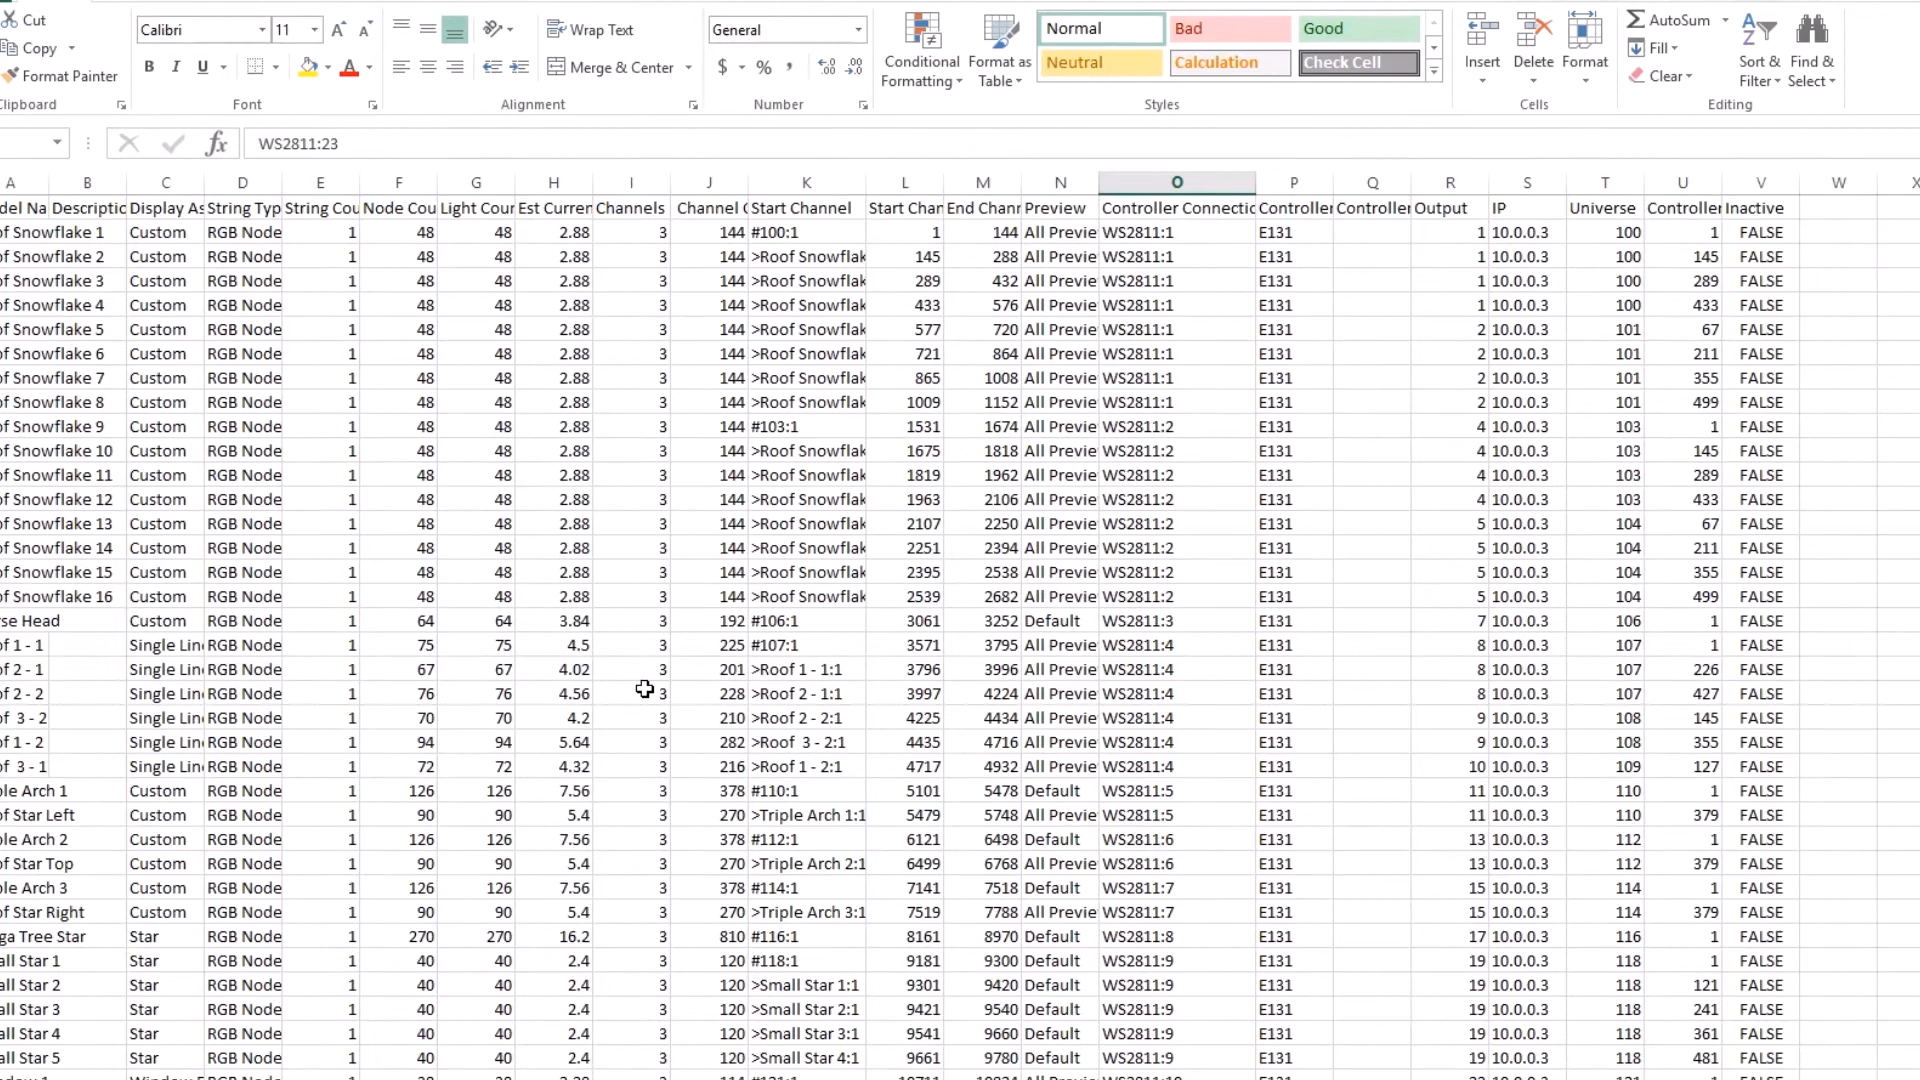 Cut
Copy
Format Painter
Clipboard
Calibri 11
B I U
Font
Wrap Text
Merge & Center
Alignment
General
$ % ,
Number
Conditional Formatting
Format as Table
Normal Bad Good
Neutral Calculation Check Cell
Styles
Insert Delete Format
Cells
AutoSum
Fill
Clear
Sort & Filter
Find & Select
Editing
fx WS2811:23
A B C D E F G H I J K L M N O P Q R S T U V W X
del Na Descriptic Display As String Typ String Cou Node Cou Light Cour Est Curren Channels Channel C Start Channel Start Char End Chanr Preview Controller Connectic Controller Controller Output IP Universe Controller Inactive
of Snowflake 1 Custom RGB Node 1 48 48 2.88 3 144 #100:1 1 144 All Previe WS2811:1 E131 1 10.0.0.3 100 1 FALSE
of Snowflake 2 Custom RGB Node 1 48 48 2.88 3 144 >Roof Snowflak 145 288 All Previe WS2811:1 E131 1 10.0.0.3 100 145 FALSE
of Snowflake 3 Custom RGB Node 1 48 48 2.88 3 144 >Roof Snowflak 289 432 All Previe WS2811:1 E131 1 10.0.0.3 100 289 FALSE
of Snowflake 4 Custom RGB Node 1 48 48 2.88 3 144 >Roof Snowflak 433 576 All Previe WS2811:1 E131 1 10.0.0.3 100 433 FALSE
of Snowflake 5 Custom RGB Node 1 48 48 2.88 3 144 >Roof Snowflak 577 720 All Previe WS2811:1 E131 2 10.0.0.3 101 67 FALSE
of Snowflake 6 Custom RGB Node 1 48 48 2.88 3 144 >Roof Snowflak 721 864 All Previe WS2811:1 E131 2 10.0.0.3 101 211 FALSE
of Snowflake 7 Custom RGB Node 1 48 48 2.88 3 144 >Roof Snowflak 865 1008 All Previe WS2811:1 E131 2 10.0.0.3 101 355 FALSE
of Snowflake 8 Custom RGB Node 1 48 48 2.88 3 144 >Roof Snowflak 1009 1152 All Previe WS2811:1 E131 2 10.0.0.3 101 499 FALSE
of Snowflake 9 Custom RGB Node 1 48 48 2.88 3 144 #103:1 1531 1674 All Previe WS2811:2 E131 4 10.0.0.3 103 1 FALSE
of Snowflake 10 Custom RGB Node 1 48 48 2.88 3 144 >Roof Snowflak 1675 1818 All Previe WS2811:2 E131 4 10.0.0.3 103 145 FALSE
of Snowflake 11 Custom RGB Node 1 48 48 2.88 3 144 >Roof Snowflak 1819 1962 All Previe WS2811:2 E131 4 10.0.0.3 103 289 FALSE
of Snowflake 12 Custom RGB Node 1 48 48 2.88 3 144 >Roof Snowflak 1963 2106 All Previe WS2811:2 E131 4 10.0.0.3 103 433 FALSE
of Snowflake 13 Custom RGB Node 1 48 48 2.88 3 144 >Roof Snowflak 2107 2250 All Previe WS2811:2 E131 5 10.0.0.3 104 67 FALSE
of Snowflake 14 Custom RGB Node 1 48 48 2.88 3 144 >Roof Snowflak 2251 2394 All Previe WS2811:2 E131 5 10.0.0.3 104 211 FALSE
of Snowflake 15 Custom RGB Node 1 48 48 2.88 3 144 >Roof Snowflak 2395 2538 All Previe WS2811:2 E131 5 10.0.0.3 104 355 FALSE
of Snowflake 16 Custom RGB Node 1 48 48 2.88 3 144 >Roof Snowflak 2539 2682 All Previe WS2811:2 E131 5 10.0.0.3 104 499 FALSE
rse Head Custom RGB Node 1 64 64 3.84 3 192 #106:1 3061 3252 Default WS2811:3 E131 7 10.0.0.3 106 1 FALSE
of 1 - 1 Single Line RGB Node 1 75 75 4.5 3 225 #107:1 3571 3795 All Previe WS2811:4 E131 8 10.0.0.3 107 1 FALSE
of 2 - 1 Single Line RGB Node 1 67 67 4.02 3 201 >Roof 1 - 1:1 3796 3996 All Previe WS2811:4 E131 8 10.0.0.3 107 226 FALSE
of 2 - 2 Single Line RGB Node 1 76 76 4.56 3 228 >Roof 2 - 1:1 3997 4224 All Previe WS2811:4 E131 8 10.0.0.3 107 427 FALSE
of 3 - 2 Single Line RGB Node 1 70 70 4.2 3 210 >Roof 2 - 2:1 4225 4434 All Previe WS2811:4 E131 9 10.0.0.3 108 145 FALSE
of 1 - 2 Single Line RGB Node 1 94 94 5.64 3 282 >Roof 3 - 2:1 4435 4716 All Previe WS2811:4 E131 9 10.0.0.3 108 355 FALSE
of 3 - 1 Single Line RGB Node 1 72 72 4.32 3 216 >Roof 1 - 2:1 4717 4932 All Previe WS2811:4 E131 10 10.0.0.3 109 127 FALSE
ple Arch 1 Custom RGB Node 1 126 126 7.56 3 378 #110:1 5101 5478 Default WS2811:5 E131 11 10.0.0.3 110 1 FALSE
of Star Left Custom RGB Node 1 90 90 5.4 3 270 >Triple Arch 1:1 5479 5748 All Previe WS2811:5 E131 11 10.0.0.3 110 379 FALSE
ple Arch 2 Custom RGB Node 1 126 126 7.56 3 378 #112:1 6121 6498 Default WS2811:6 E131 13 10.0.0.3 112 1 FALSE
of Star Top Custom RGB Node 1 90 90 5.4 3 270 >Triple Arch 2:1 6499 6768 All Previe WS2811:6 E131 13 10.0.0.3 112 379 FALSE
ple Arch 3 Custom RGB Node 1 126 126 7.56 3 378 #114:1 7141 7518 Default WS2811:7 E131 15 10.0.0.3 114 1 FALSE
of Star Right Custom RGB Node 1 90 90 5.4 3 270 >Triple Arch 3:1 7519 7788 All Previe WS2811:7 E131 15 10.0.0.3 114 379 FALSE
ga Tree Star Star RGB Node 1 270 270 16.2 3 810 #116:1 8161 8970 Default WS2811:8 E131 17 10.0.0.3 116 1 FALSE
all Star 1 Star RGB Node 1 40 40 2.4 3 120 #118:1 9181 9300 Default WS2811:9 E131 19 10.0.0.3 118 1 FALSE
all Star 2 Star RGB Node 1 40 40 2.4 3 120 >Small Star 1:1 9301 9420 Default WS2811:9 E131 19 10.0.0.3 118 121 FALSE
all Star 3 Star RGB Node 1 40 40 2.4 3 120 >Small Star 2:1 9421 9540 Default WS2811:9 E131 19 10.0.0.3 118 241 FALSE
all Star 4 Star RGB Node 1 40 40 2.4 3 120 >Small Star 3:1 9541 9660 Default WS2811:9 E131 19 10.0.0.3 118 361 FALSE
all Star 5 Star RGB Node 1 40 40 2.4 3 120 >Small Star 4:1 9661 9780 Default WS2811:9 E131 19 10.0.0.3 118 481 FALSE